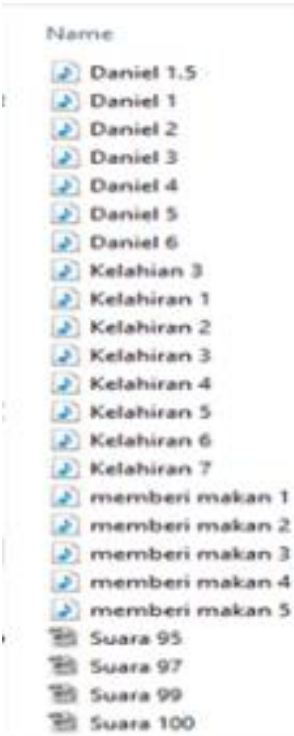 Name
Daniel 1.5
Daniel 1
Daniel 2
Daniel 3
Daniel 4
Daniel 5
Daniel 6
Kelahian 3
Kelahiran 1
Kelahiran 2
Kelahiran 3
Kelahiran 4
Kelahiran 5
Kelahiran 6
Kelahiran 7
memberi makan 1
memberi makan 2
memberi makan 3
memberi makan 4
memberi makan 5
Suara 95
Suara 97
Suara 99
Suara 100